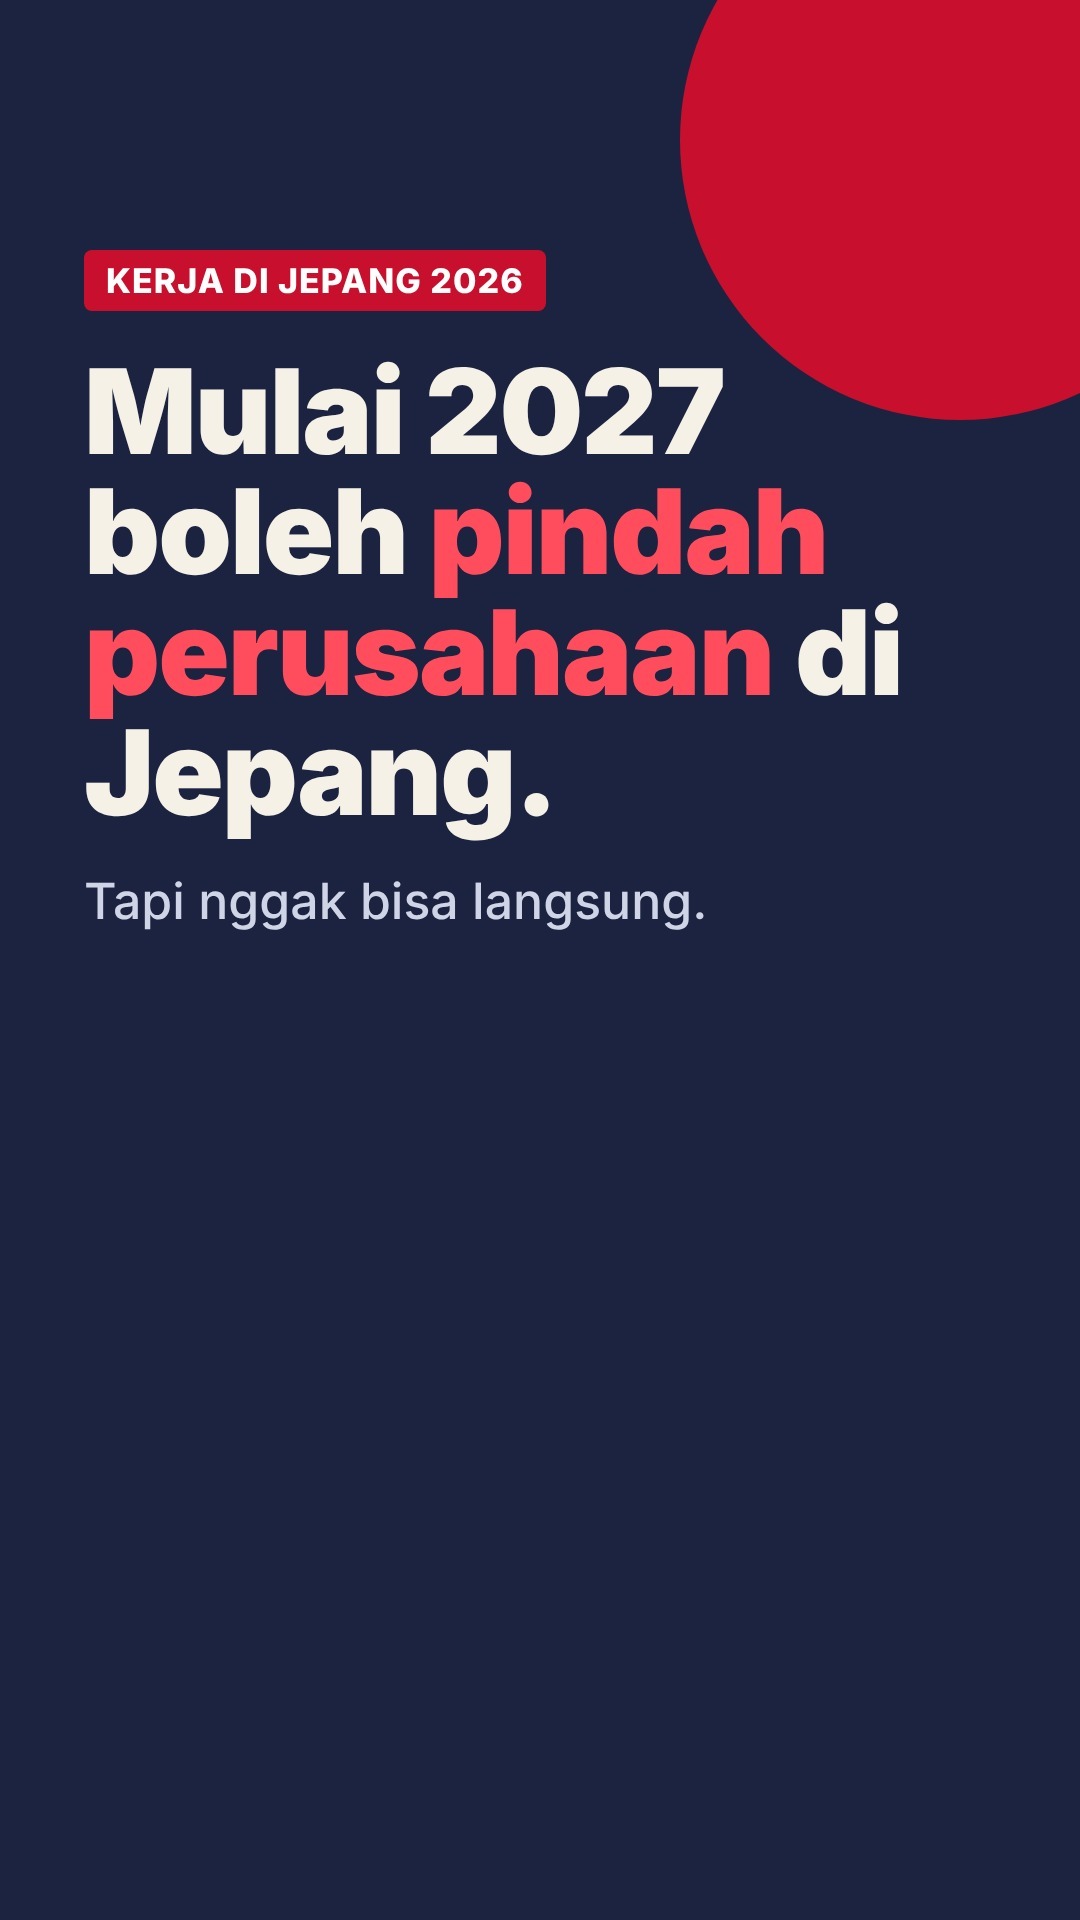 KERJA DI JEPANG 2026
Mulai 2027
boleh pindah
perusahaan di
Jepang.
Tapi nggak bisa langsung.